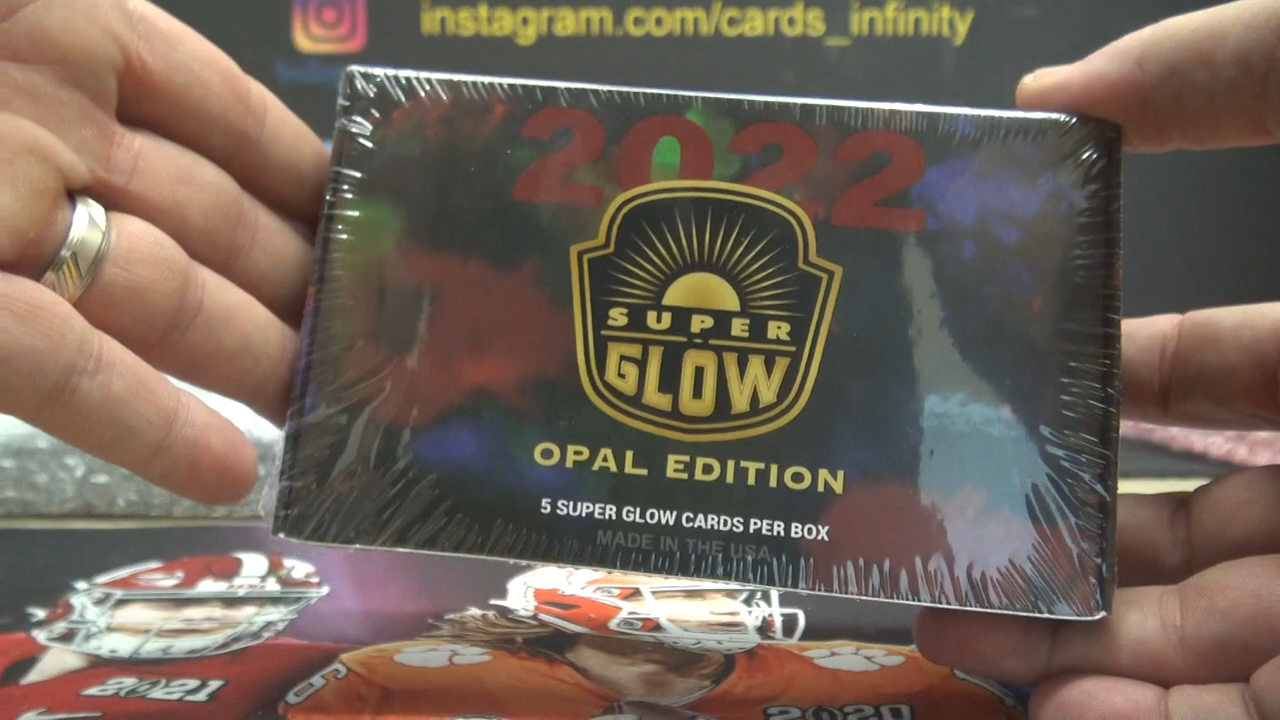 instagram.com/cards_infinity
2022
SUPER
GLOW
OPAL EDITION
5 SUPER GLOW CARDS PER BOX
MADE IN THE USA
2021
2020